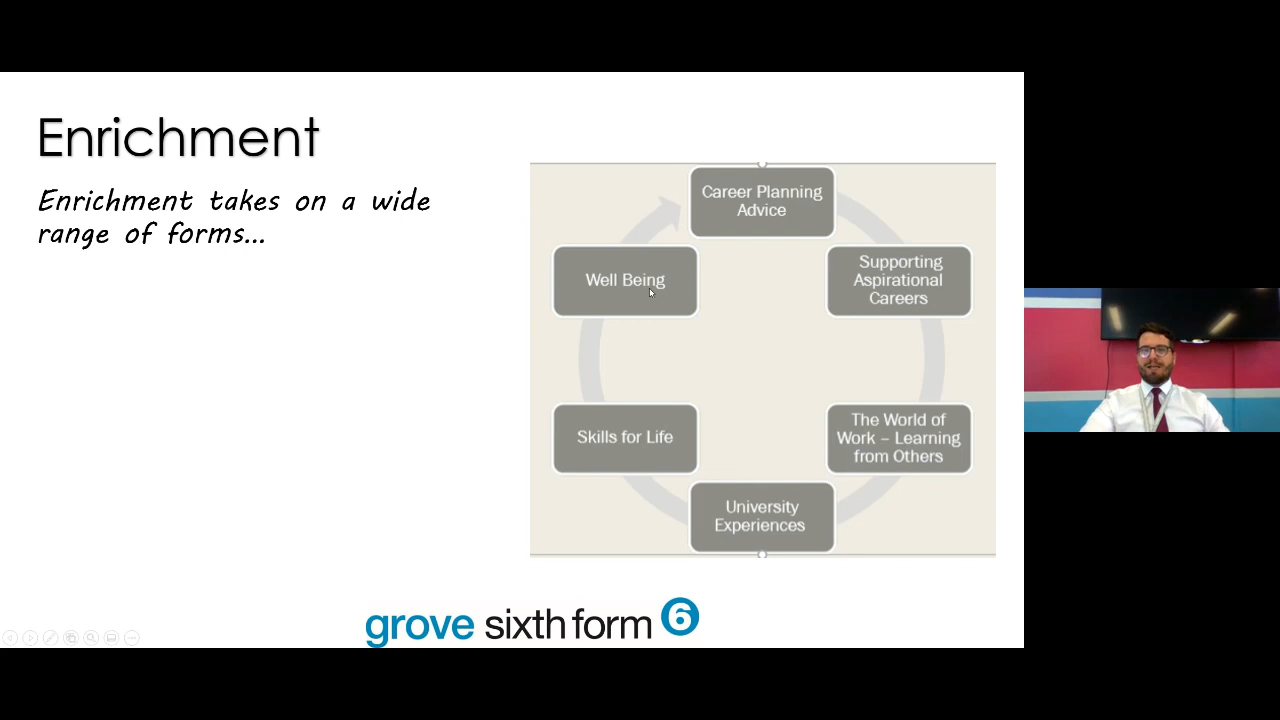 Enrichment
Enrichment takes on a wide
range of forms...
Career Planning
Advice
Supporting
Aspirational
Careers
The World of
Work – Learning
from Others
University
Experiences
Skills for Life
Well Being
grove sixth form 6